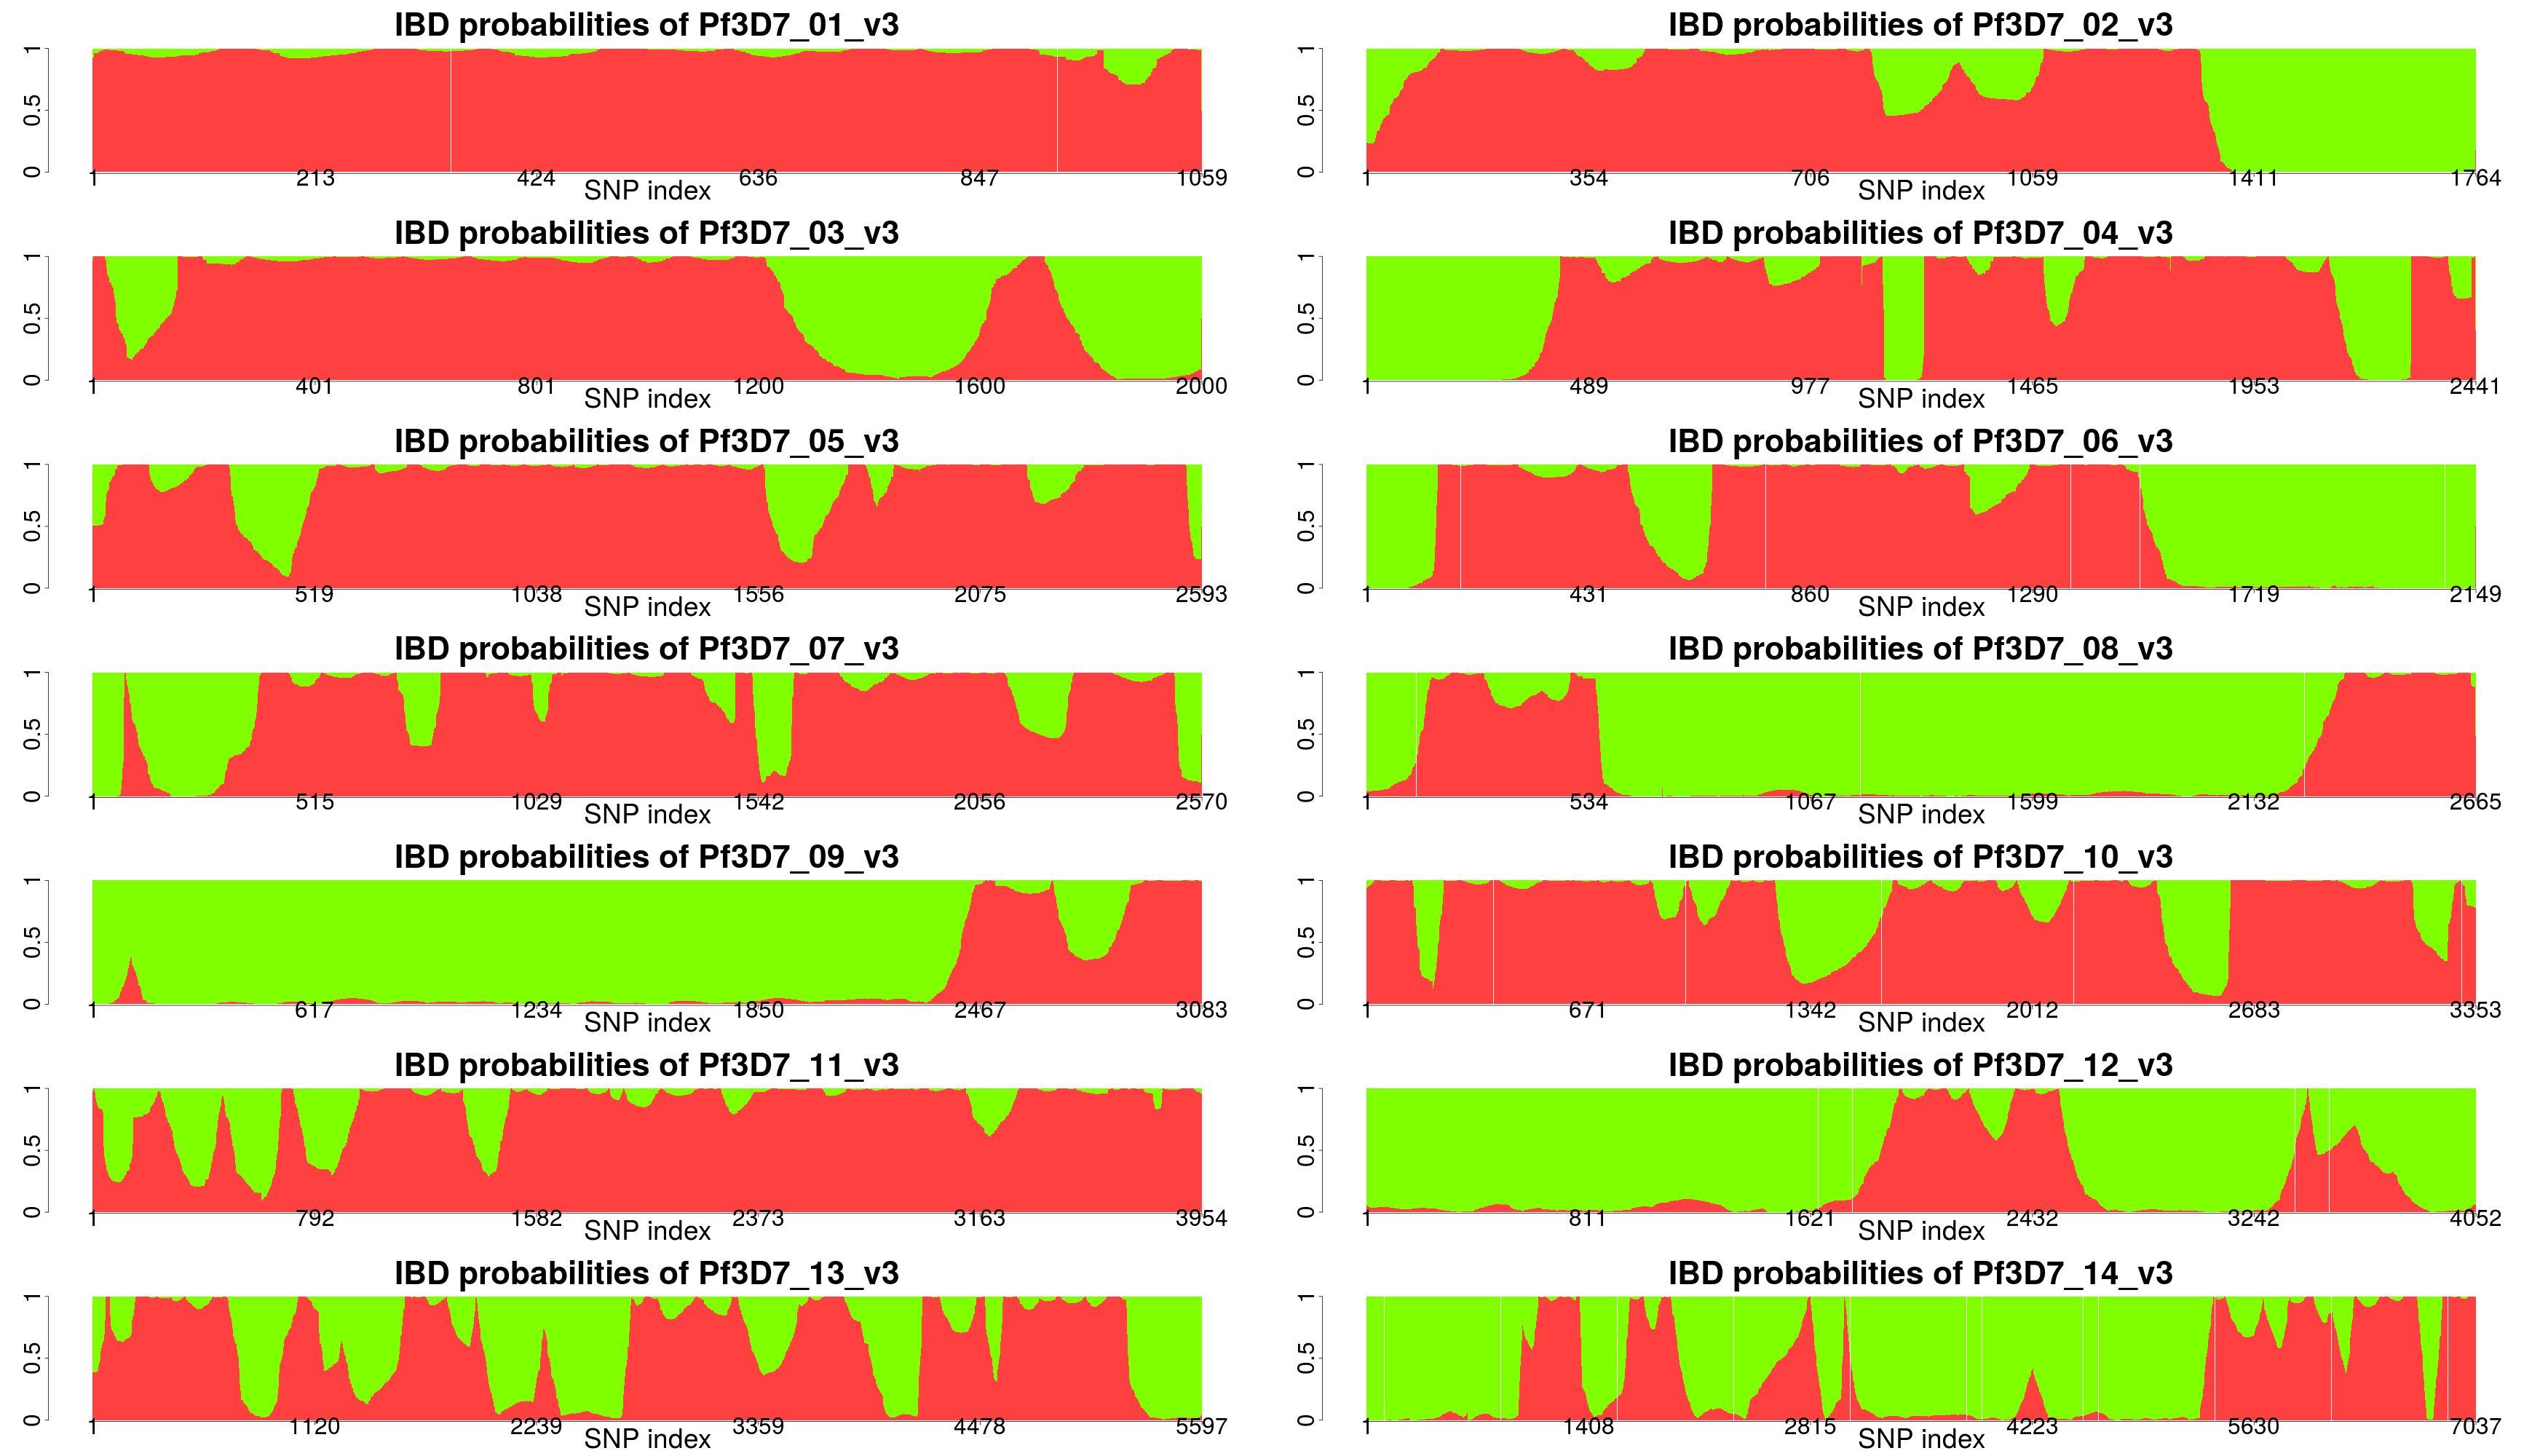 IBD probabilities of Pf3D7_01_v3
0 0.5 1
1 213 424 636 847 1059
SNP index
IBD probabilities of Pf3D7_02_v3
0 0.5 1
1 354 706 1059 1411 1764
SNP index
IBD probabilities of Pf3D7_03_v3
0 0.5 1
1 401 801 1200 1600 2000
SNP index
IBD probabilities of Pf3D7_04_v3
0 0.5 1
1 489 977 1465 1953 2441
SNP index
IBD probabilities of Pf3D7_05_v3
0 0.5 1
1 519 1038 1556 2075 2593
SNP index
IBD probabilities of Pf3D7_06_v3
0 0.5 1
1 431 860 1290 1719 2149
SNP index
IBD probabilities of Pf3D7_07_v3
0 0.5 1
1 515 1029 1542 2056 2570
SNP index
IBD probabilities of Pf3D7_08_v3
0 0.5 1
1 534 1067 1599 2132 2665
SNP index
IBD probabilities of Pf3D7_09_v3
0 0.5 1
1 617 1234 1850 2467 3083
SNP index
IBD probabilities of Pf3D7_10_v3
0 0.5 1
1 671 1342 2012 2683 3353
SNP index
IBD probabilities of Pf3D7_11_v3
0 0.5 1
1 792 1582 2373 3163 3954
SNP index
IBD probabilities of Pf3D7_12_v3
0 0.5 1
1 811 1621 2432 3242 4052
SNP index
IBD probabilities of Pf3D7_13_v3
0 0.5 1
1 1120 2239 3359 4478 5597
SNP index
IBD probabilities of Pf3D7_14_v3
0 0.5 1
1 1408 2815 4223 5630 7037
SNP index